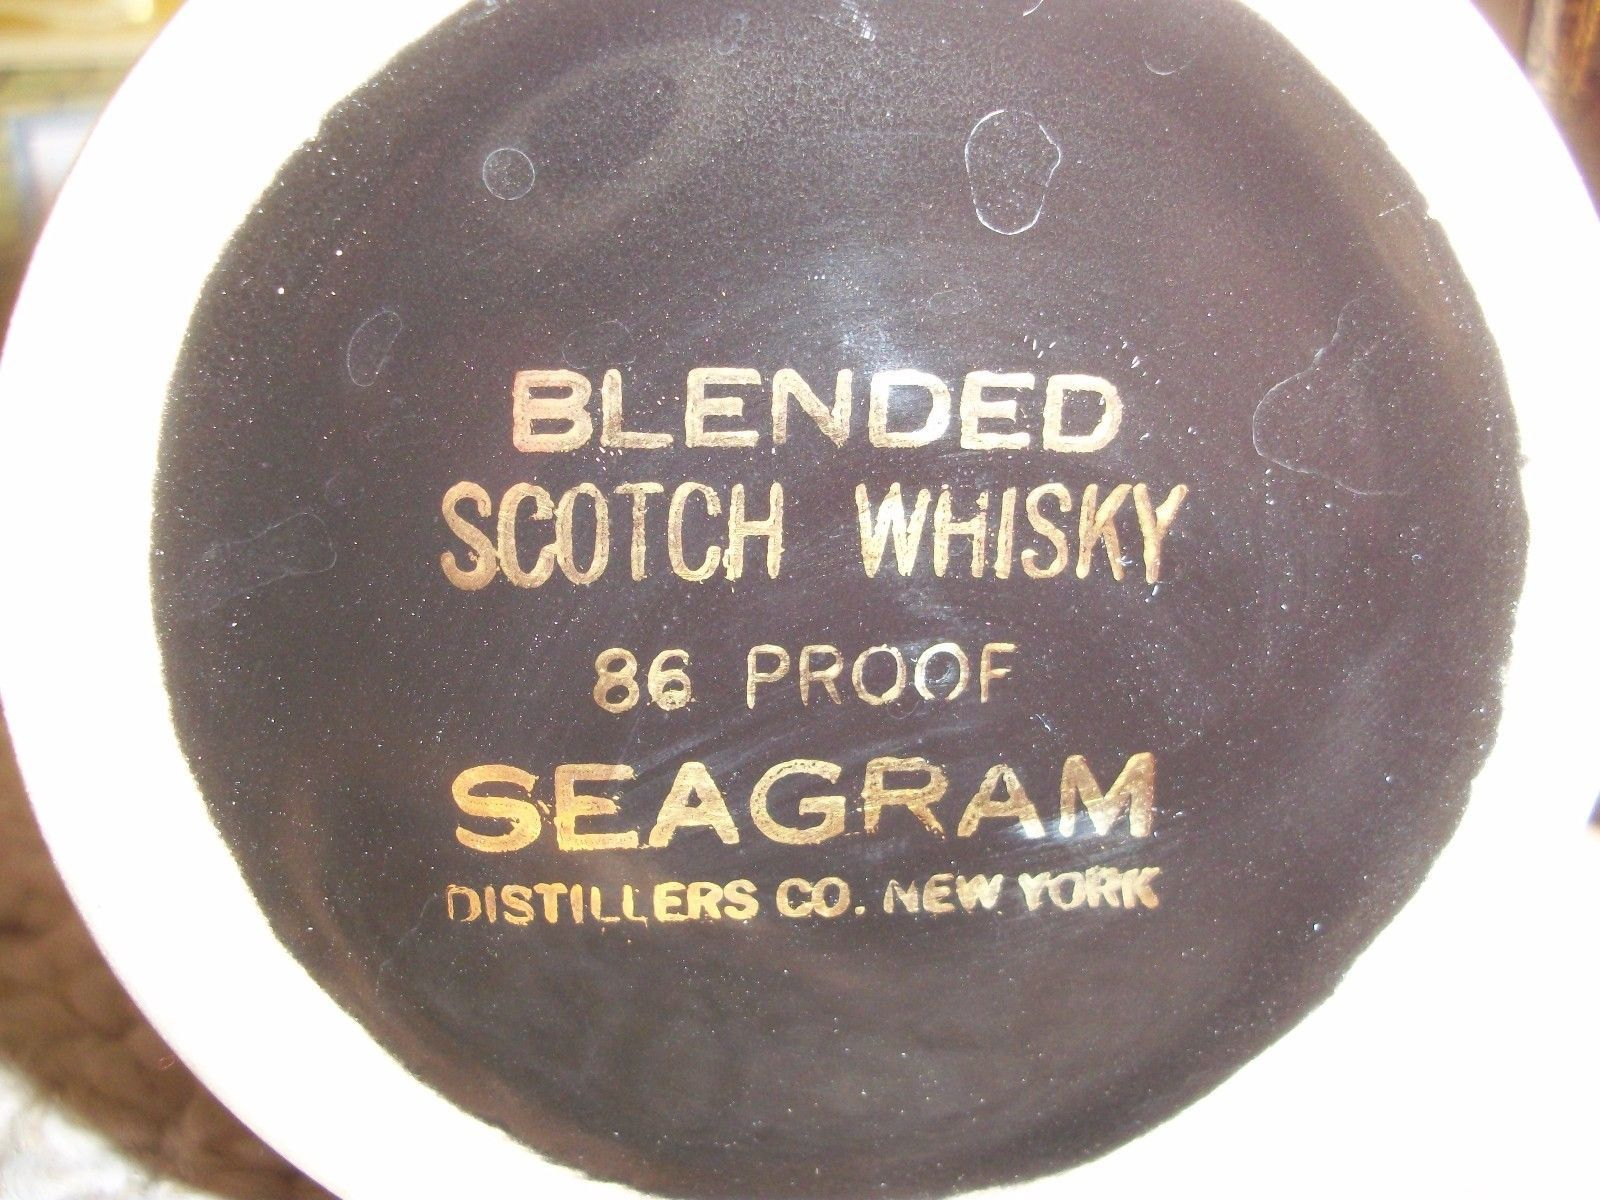 BLENDED
SCOTCH WHISKY
86 PROOF
SEAGRAM
DISTILLERS CO. NEW YORK